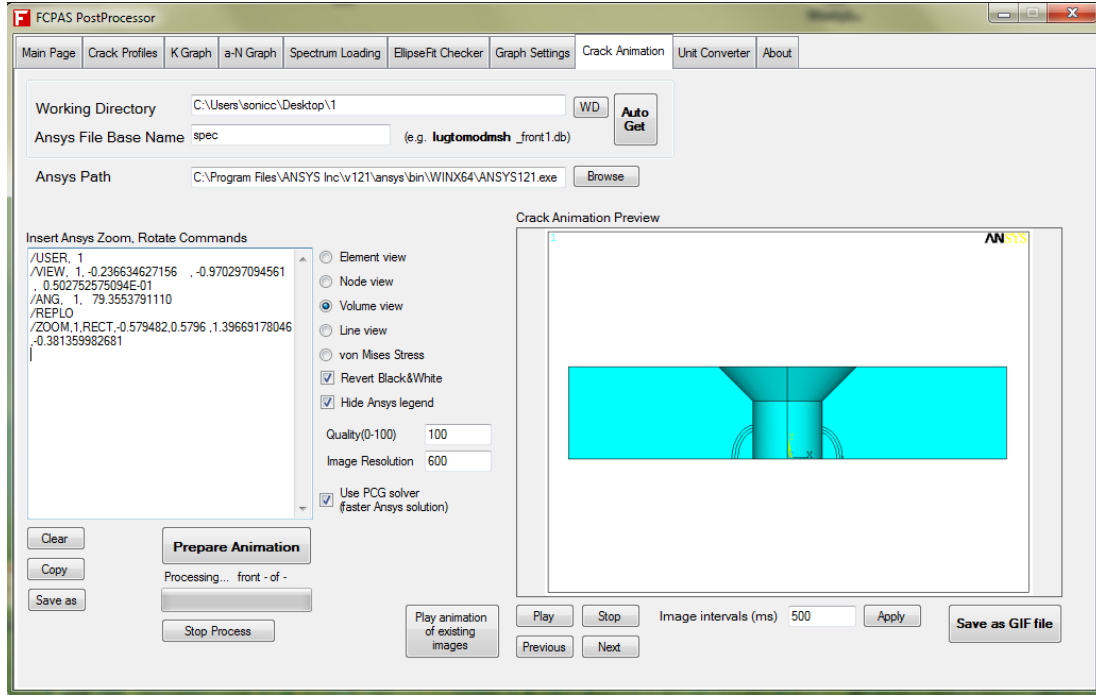 FCPAS PostProcessor
Main Page Crack Profiles K Graph a-N Graph Spectrum Loading EllipseFit Checker Graph Settings Crack Animation Unit Converter About
Working Directory C:\Users\sonicc\Desktop\1 WD Auto Get
Ansys File Base Name spec (e.g. lugtomodmsh _front1.db)
Ansys Path C:\Program Files\ANSYS Inc\v121\ansys\bin\WINX64\ANSYS121.exe Browse
Insert Ansys Zoom, Rotate Commands
/USER, 1
/VIEW, 1, -0.236634627156 , -0.970297094561
, 0.502752575094E-01
/ANG, 1, 79.3553791110
/REPLO
/ZOOM,1,RECT,-0.579482,0.5796 ,1.39669178046
,-0.381359982681
Element view
Node view
Volume view
Line view
von Mises Stress
Revert Black&White
Hide Ansys legend
Quality(0-100) 100
Image Resolution 600
Use PCG solver
(faster Ansys solution)
Crack Animation Preview
1
ANSYS
X
Clear
Copy
Save as
Prepare Animation
Processing... front - of -
Stop Process
Play animation
of existing
images
Play Stop Image intervals (ms) 500 Apply
Previous Next
Save as GIF file